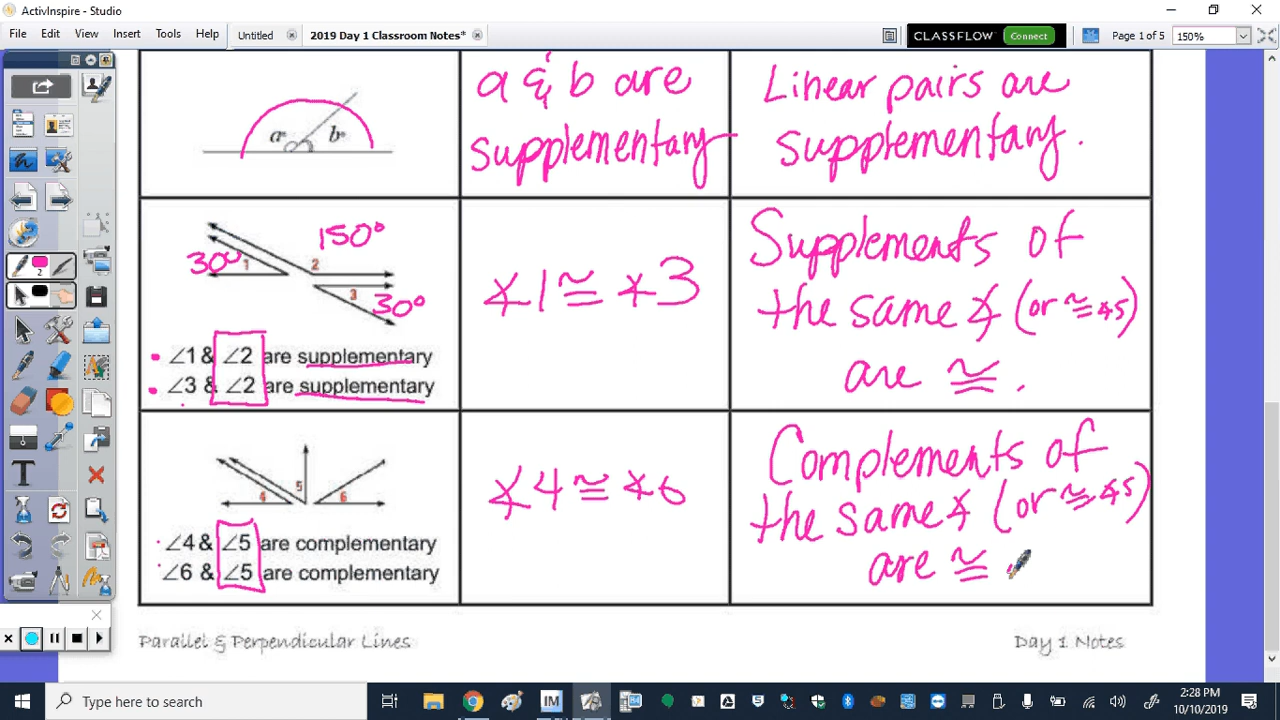 ActivInspire - Studio
File Edit View Insert Tools Help Untitled 2019 Day 1 Classroom Notes* CLASSFLOW Connect Page 1 of 5 150%
a° b°
a & b are
supplementary
Linear pairs are
supplementary.
30° 150°
1 2
3 30°
∠1 & ∠2 are supplementary
∠3 & ∠2 are supplementary
∡1 ≅ ∡3
Supplements of
the same ∡ (or ≅ ∡s)
are ≅.
4 5 6
∠4 & ∠5 are complementary
∠6 & ∠5 are complementary
∡4 ≅ ∡6
Complements of
the same ∡ (or ≅ ∡s)
are ≅
Parallel & Perpendicular Lines Day 1 Notes
Type here to search
2:28 PM
10/10/2019